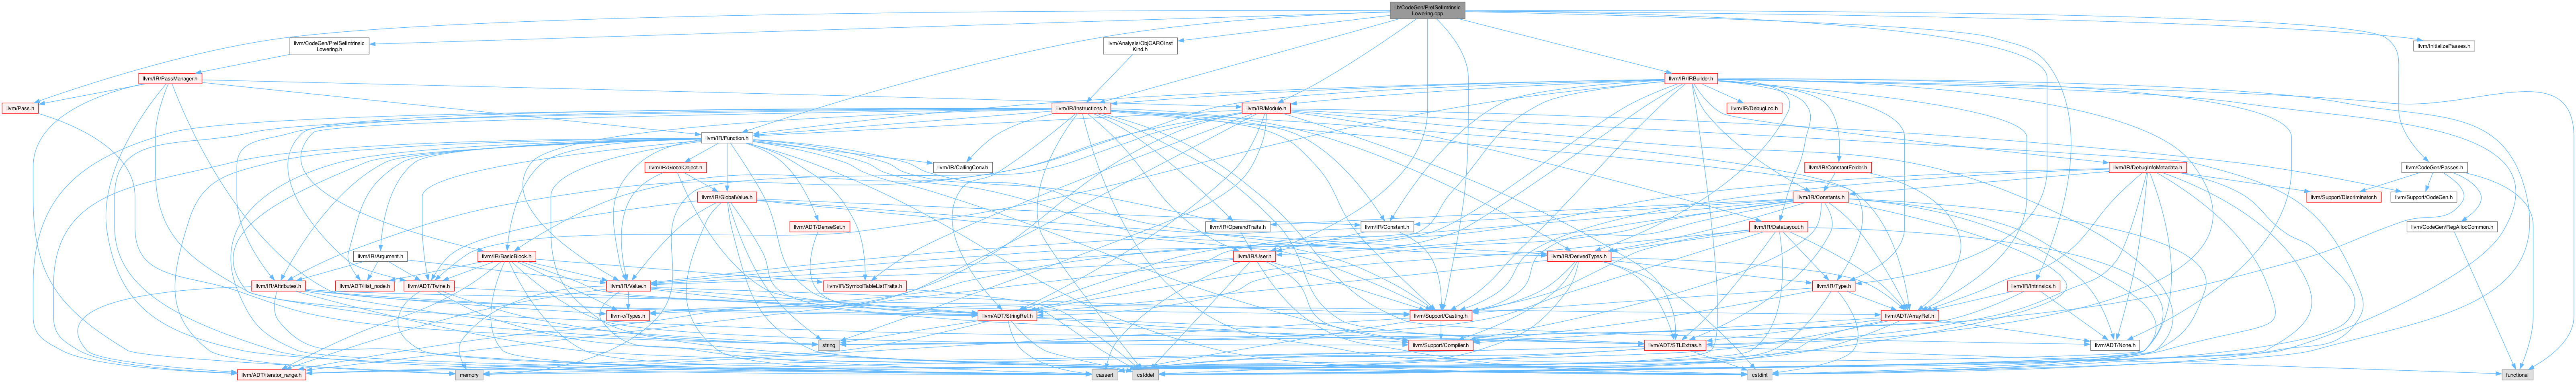 lib/CodeGen/PreISelIntrinsic
Lowering.cpp
llvm/CodeGen/PreISelIntrinsic
Lowering.h
llvm/Analysis/ObjCARCInst
Kind.h
llvm/InitializePasses.h
llvm/IR/PassManager.h
llvm/IR/IRBuilder.h
llvm/Pass.h
llvm/IR/Instructions.h
llvm/IR/Module.h
llvm/IR/DebugLoc.h
llvm/IR/Function.h
llvm/IR/GlobalObject.h
llvm/IR/CallingConv.h
llvm/IR/ConstantFolder.h
llvm/IR/DebugInfoMetadata.h
llvm/CodeGen/Passes.h
llvm/IR/GlobalValue.h
llvm/IR/Constants.h
llvm/Support/Discriminator.h
llvm/Support/CodeGen.h
llvm/ADT/DenseSet.h
llvm/IR/OperandTraits.h
llvm/IR/Constant.h
llvm/IR/DataLayout.h
llvm/CodeGen/RegAllocCommon.h
llvm/IR/Argument.h
llvm/IR/BasicBlock.h
llvm/IR/User.h
llvm/IR/DerivedTypes.h
llvm/IR/Attributes.h
llvm/ADT/ilist_node.h
llvm/ADT/Twine.h
llvm/IR/Value.h
llvm/IR/SymbolTableListTraits.h
llvm/IR/Type.h
llvm/IR/Intrinsics.h
llvm-c/Types.h
llvm/ADT/StringRef.h
llvm/Support/Casting.h
llvm/ADT/ArrayRef.h
string
llvm/Support/Compiler.h
llvm/ADT/STLExtras.h
llvm/ADT/None.h
llvm/ADT/iterator_range.h
memory
cassert
cstddef
cstdint
functional